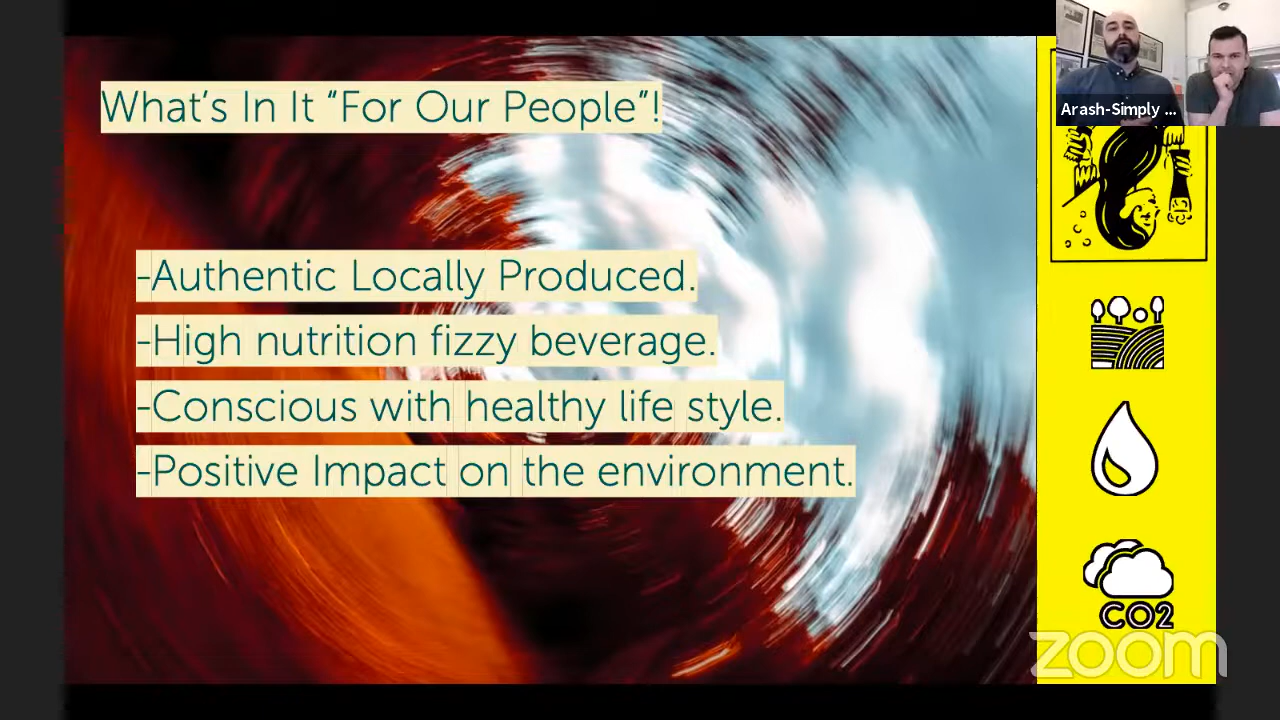 What’s In It “For Our People”!
Arash-Simply ...
-Authentic Locally Produced.
-High nutrition fizzy beverage.
-Conscious with healthy life style.
-Positive Impact on the environment.
CO2
zoom